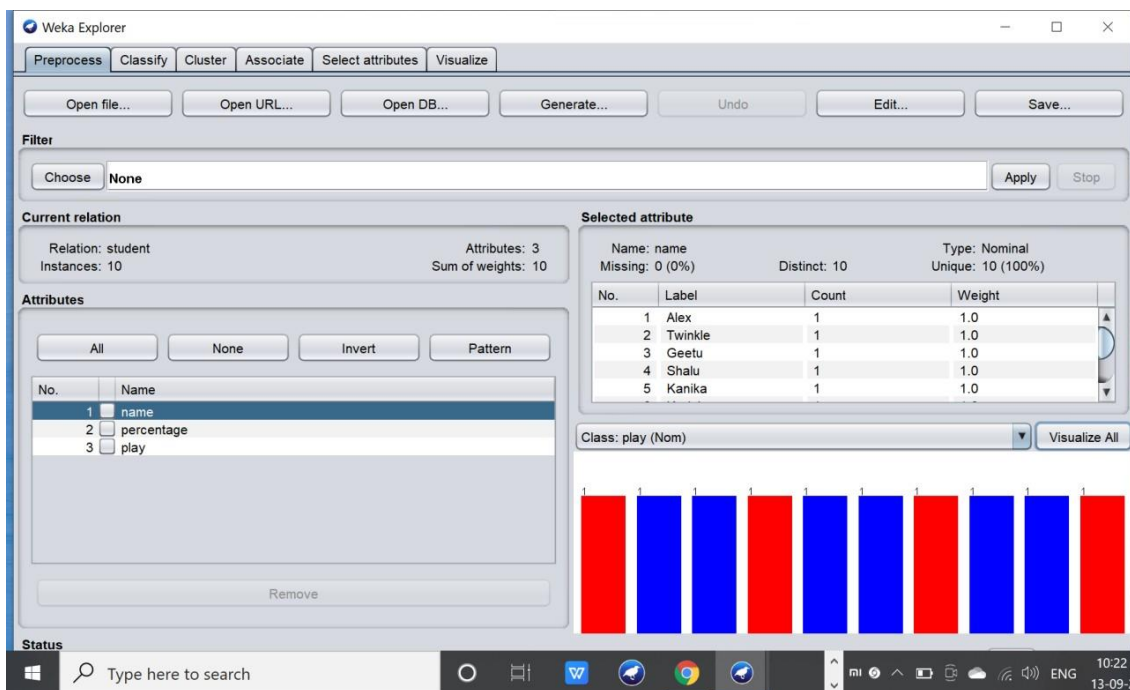 Weka Explorer
Preprocess Classify Cluster Associate Select attributes Visualize
Open file... Open URL... Open DB... Generate... Undo Edit... Save...
Filter
Choose None Apply Stop
Current relation
Relation: student Attributes: 3
Instances: 10 Sum of weights: 10
Attributes
All None Invert Pattern
No. Name
1 name
2 percentage
3 play
Remove
Selected attribute
Name: name Type: Nominal
Missing: 0 (0%) Distinct: 10 Unique: 10 (100%)
No. Label Count Weight
1 Alex 1 1.0
2 Twinkle 1 1.0
3 Geetu 1 1.0
4 Shalu 1 1.0
5 Kanika 1 1.0
Class: play (Nom) Visualize All
1 1 1 1 1 1 1 1 1 1
Status
Type here to search W mi ENG 10:22
13-09-